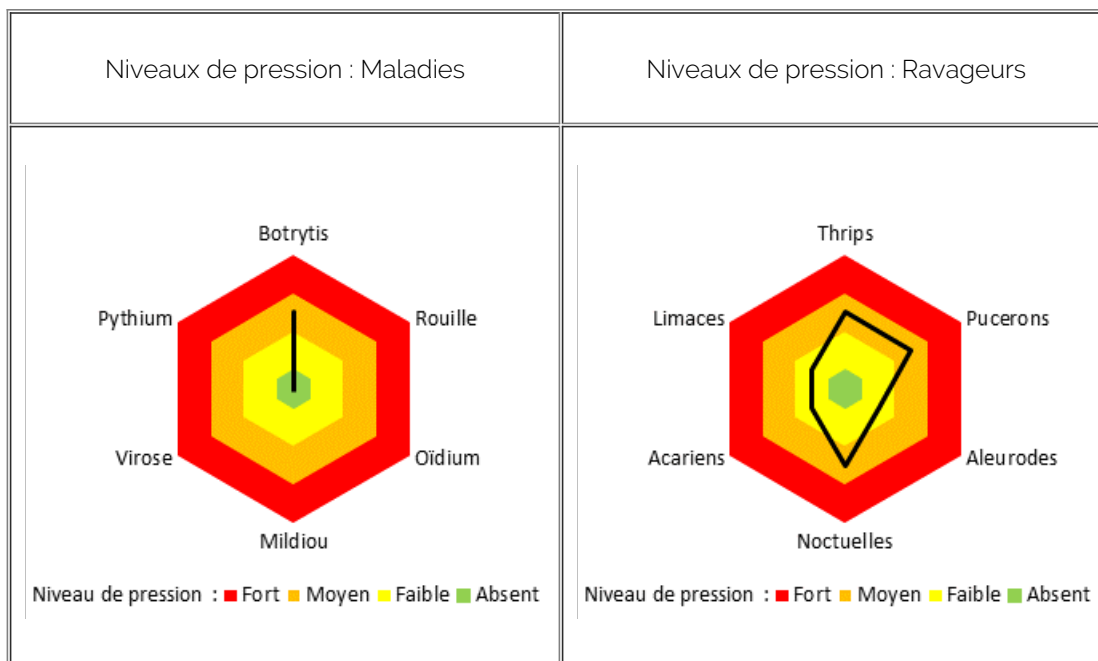 Niveaux de pression : Maladies
Niveaux de pression : Ravageurs
Botrytis
Pythium
Rouille
Virose
Oïdium
Mildiou
Niveau de pression : Fort Moyen Faible Absent
Thrips
Limaces
Pucerons
Acariens
Aleurodes
Noctuelles
Niveau de pression : Fort Moyen Faible Absent